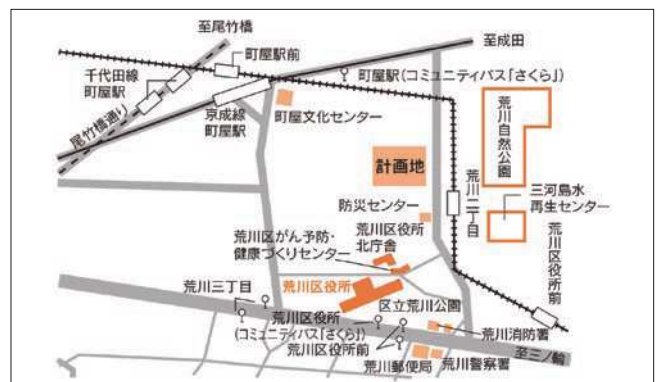 至尾竹橋
町屋駅前
至成田
千代田線
町屋駅
町屋駅(コミュニティバス「さくら」)
尾竹橋通り
京成線
町屋駅
町屋文化センター
荒川自然公園
計画地
荒川二丁目
防災センター
三河島水
再生センター
荒川区がん予防・
健康づくりセンター
荒川区役所
北庁舎
荒川区役所前
荒川三丁目
荒川区役所
区立荒川公園
荒川区役所
(コミュニティバス「さくら」)
荒川区役所前
荒川消防署
至三ノ輪
荒川郵便局
荒川警察署